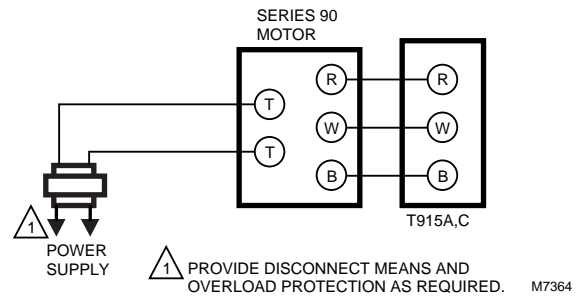 SERIES 90
MOTOR
R
R
T
W
W
T
B
B
T915A,C
1
POWER
SUPPLY
1 PROVIDE DISCONNECT MEANS AND
OVERLOAD PROTECTION AS REQUIRED.
M7364